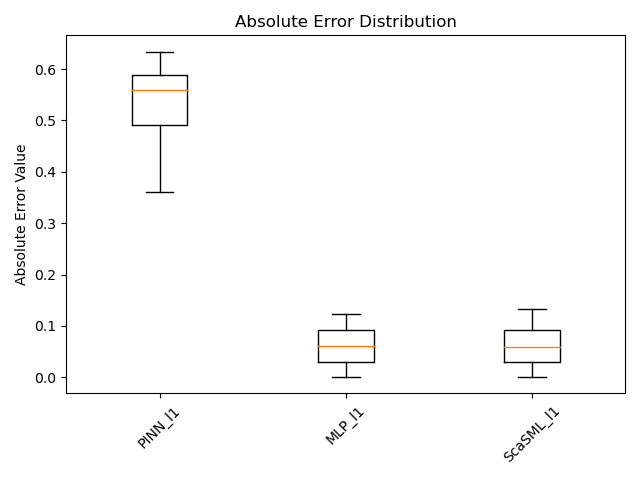 Absolute Error Distribution
Absolute Error Value
0.6
0.5
0.4
0.3
0.2
0.1
0.0
PINN_l1
MLP_l1
ScaSML_l1